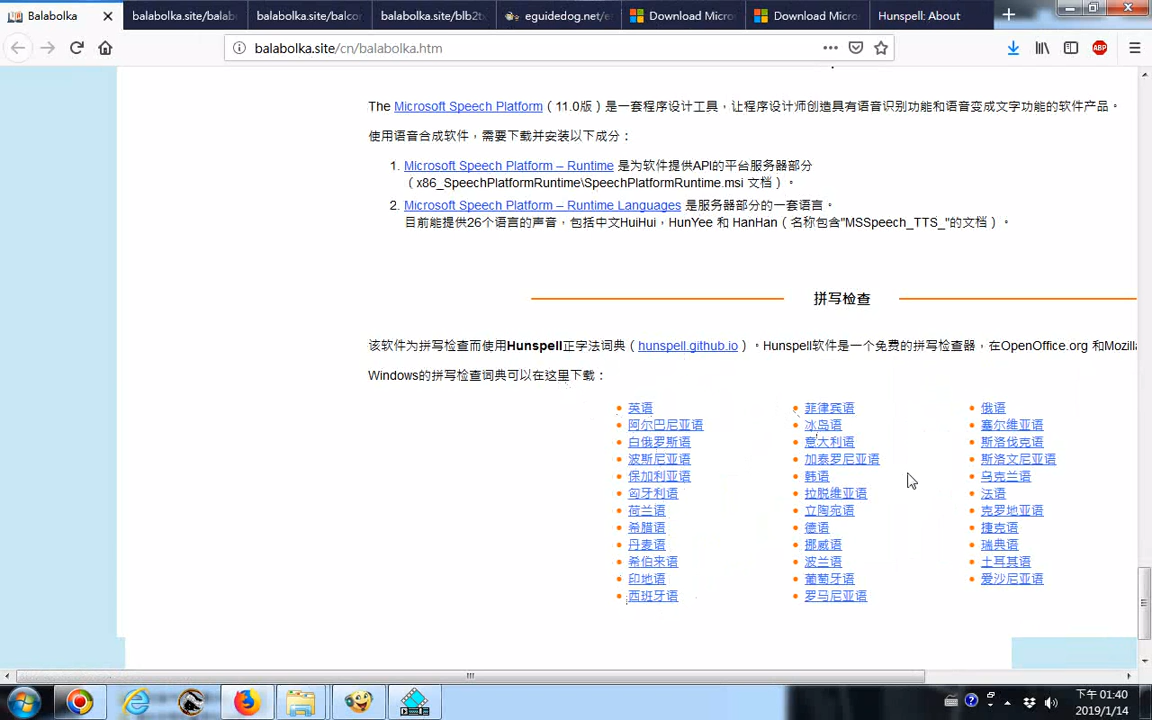 Balabolka
balabolka.site/balab
balabolka.site/balco
balabolka.site/blb2t
eguidedog.net/e
Download Micro
Download Micro
Hunspell: About
balabolka.site/cn/balabolka.htm
ABP
The Microsoft Speech Platform（11.0版）是一套程序设计工具，让程序设计师创造具有语音识别功能和语音变成文字功能的软件产品。
使用语音合成软件，需要下载并安装以下成分：
1. Microsoft Speech Platform – Runtime 是为软件提供API的平台服务器部分
（x86_SpeechPlatformRuntime\SpeechPlatformRuntime.msi 文档）。
2. Microsoft Speech Platform – Runtime Languages 是服务器部分的一套语言。
目前能提供26个语言的声音，包括中文HuiHui，HunYee 和 HanHan（名称包含"MSSpeech_TTS_"的文档）。
拼写检查
该软件为拼写检查而使用Hunspell正字法词典（hunspell.github.io）。Hunspell软件是一个免费的拼写检查器，在OpenOffice.org 和Mozilla
Windows的拼写检查词典可以在这里下载：
英语
阿尔巴尼亚语
白俄罗斯语
波斯尼亚语
保加利亚语
匈牙利语
荷兰语
希腊语
丹麦语
希伯来语
印地语
西班牙语
菲律宾语
冰岛语
意大利语
加泰罗尼亚语
韩语
拉脱维亚语
立陶宛语
德语
挪威语
波兰语
葡萄牙语
罗马尼亚语
俄语
塞尔维亚语
斯洛伐克语
斯洛文尼亚语
乌克兰语
法语
克罗地亚语
捷克语
瑞典语
土耳其语
爱沙尼亚语
下午 01:40
2019/1/14